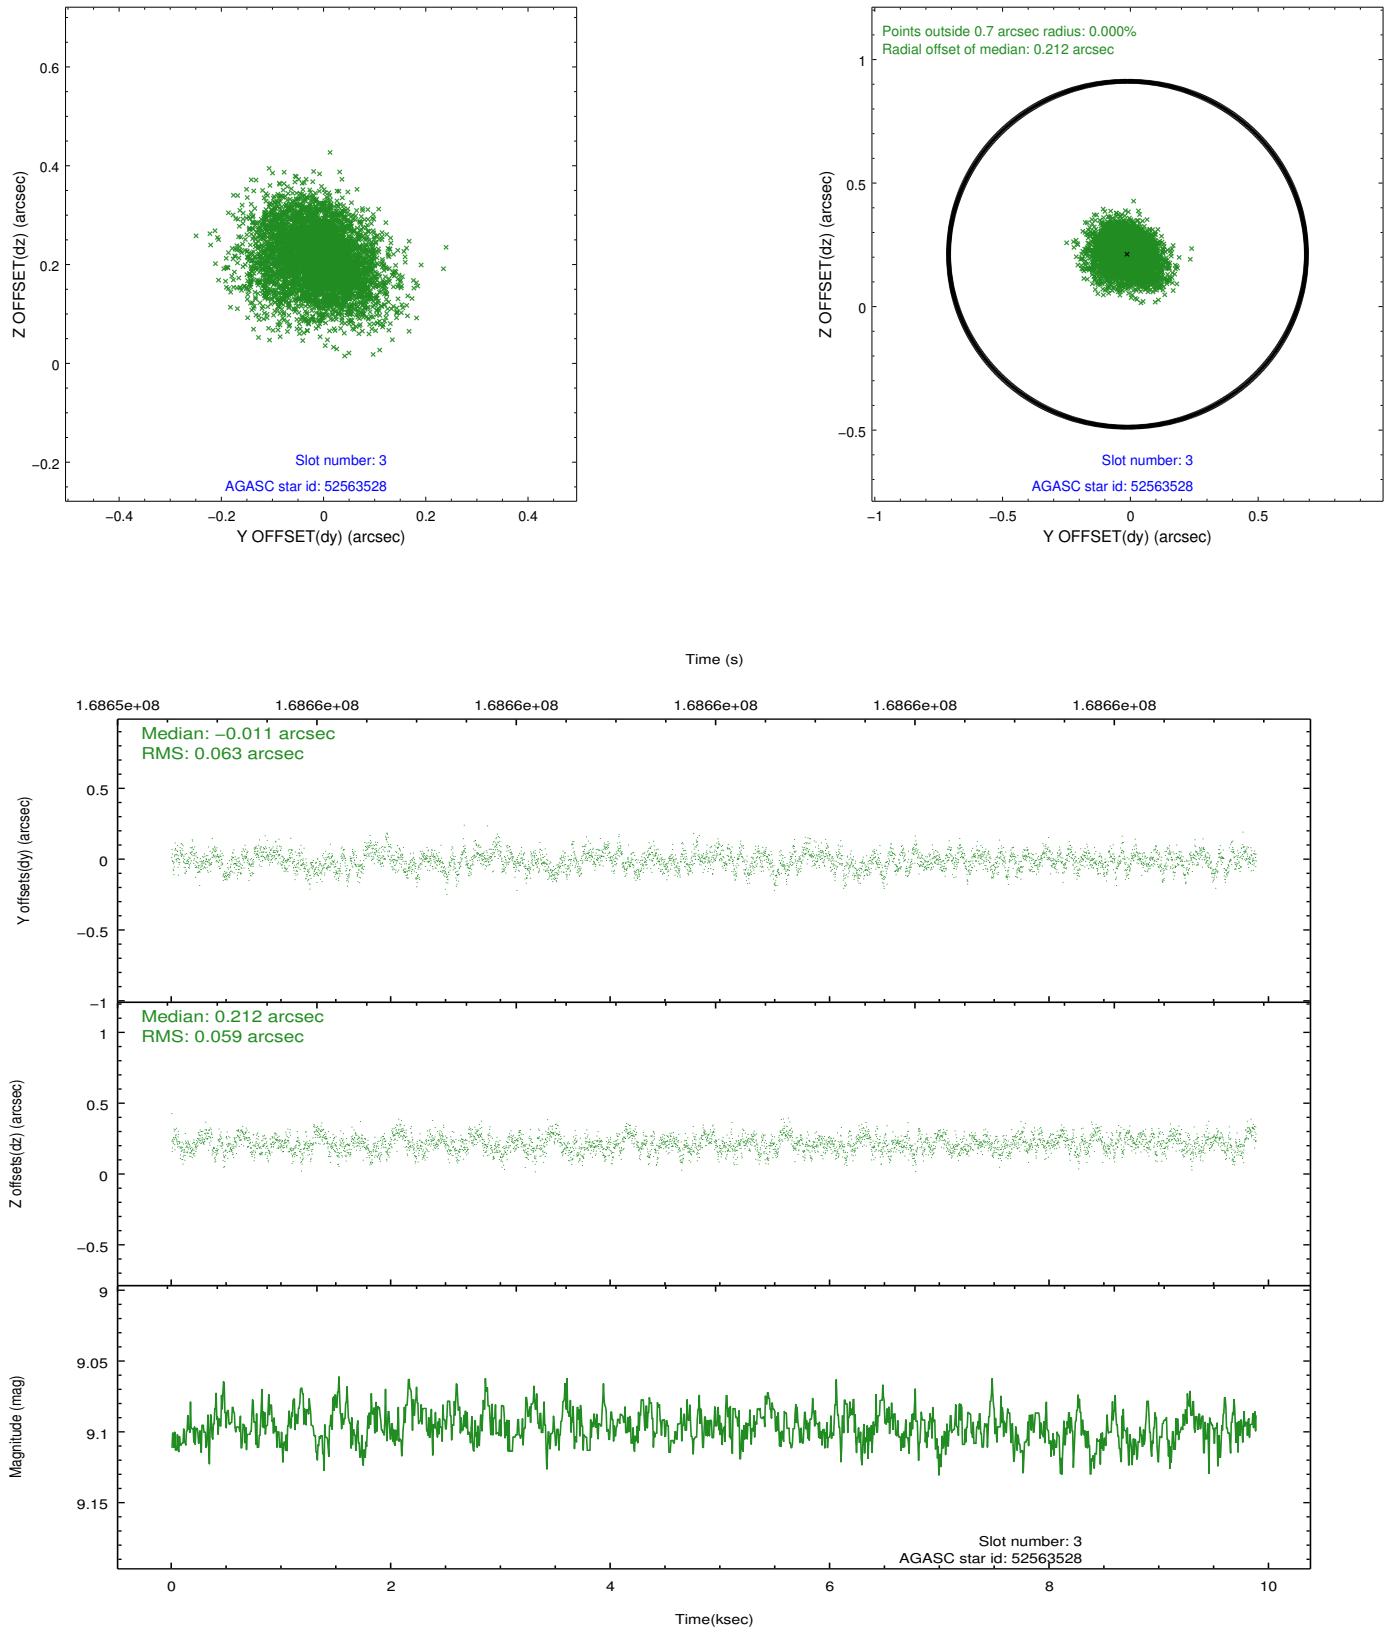 0.6
0.4
0.2
0
−0.2
Z OFFSET(dz) (arcsec)
Slot number: 3
AGASC star id: 52563528
−0.4
−0.2
0
0.2
0.4
Y OFFSET(dy) (arcsec)
Points outside 0.7 arcsec radius: 0.000%
Radial offset of median: 0.212 arcsec
1
0.5
0
−0.5
Z OFFSET(dz) (arcsec)
Slot number: 3
AGASC star id: 52563528
−1
−0.5
0
0.5
Y OFFSET(dy) (arcsec)
Time (s)
1.6865e+08
1.6866e+08
1.6866e+08
1.6866e+08
1.6866e+08
1.6866e+08
Median: −0.011 arcsec
RMS: 0.063 arcsec
0.5
0
−0.5
−1
Y offsets(dy) (arcsec)
Median: 0.212 arcsec
RMS: 0.059 arcsec
1
0.5
0
−0.5
Z offsets(dz) (arcsec)
9
9.05
9.1
9.15
Magnitude (mag)
Slot number: 3
AGASC star id: 52563528
0
2
4
6
8
10
Time(ksec)